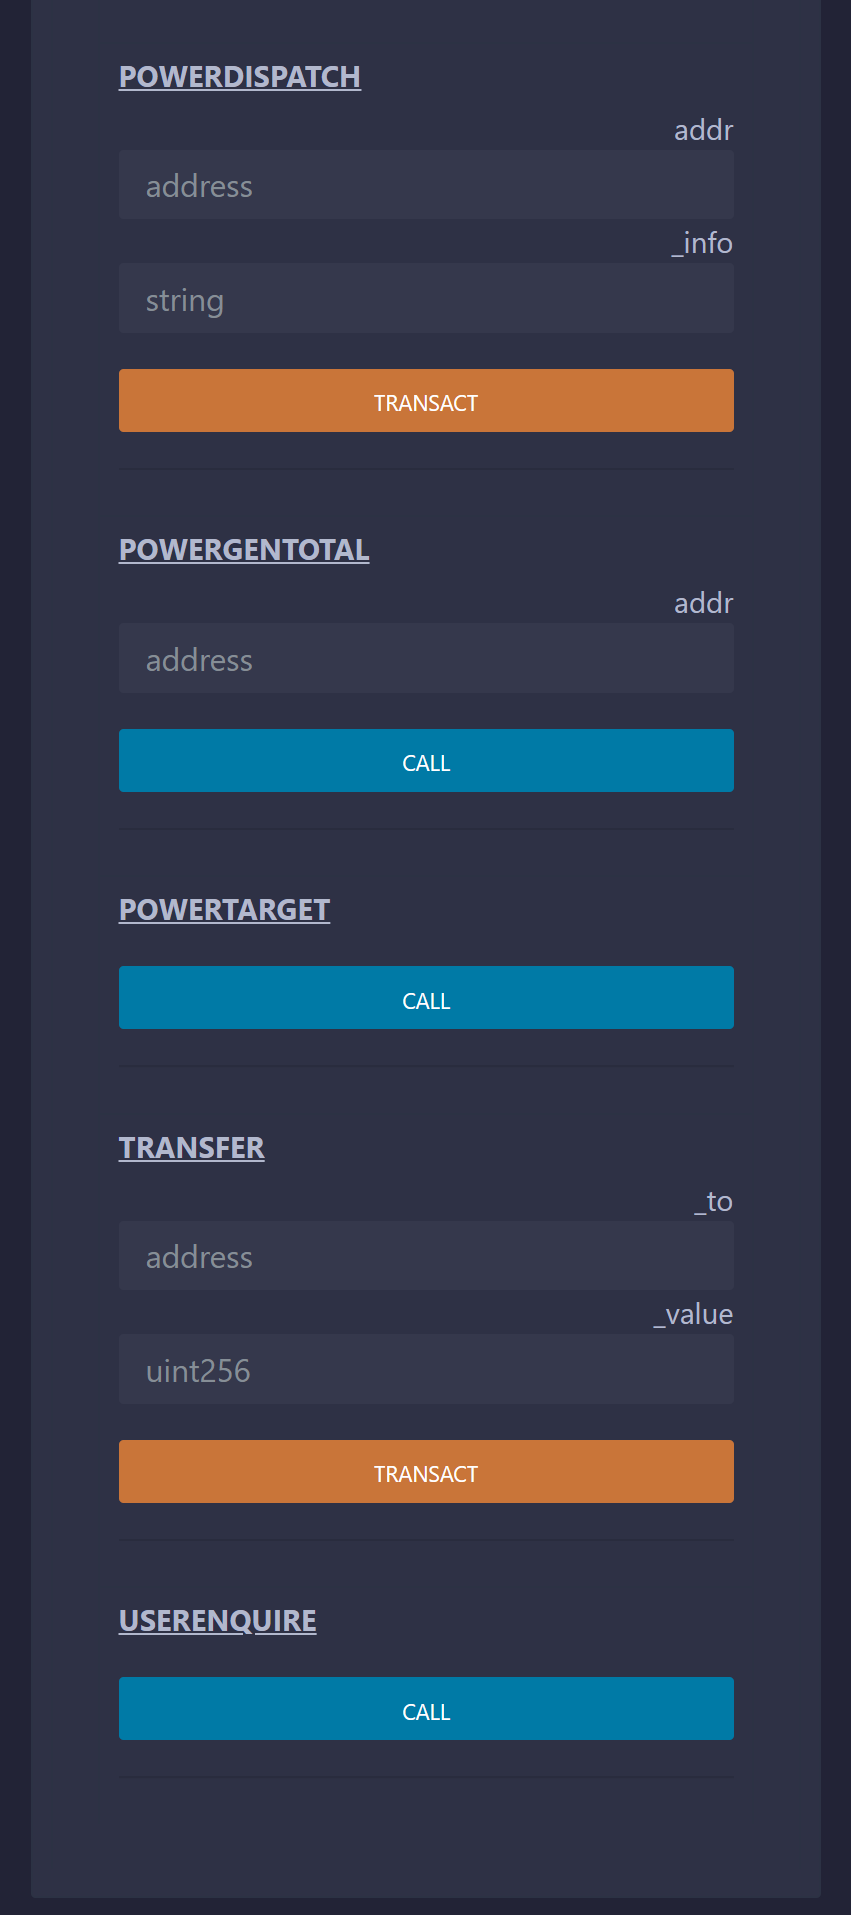 POWERDISPATCH
addr
address
_info
string
TRANSACT
POWERGENTOTAL
addr
address
CALL
POWERTARGET
CALL
TRANSFER
_to
address
_value
uint256
TRANSACT
USERENQUIRE
CALL